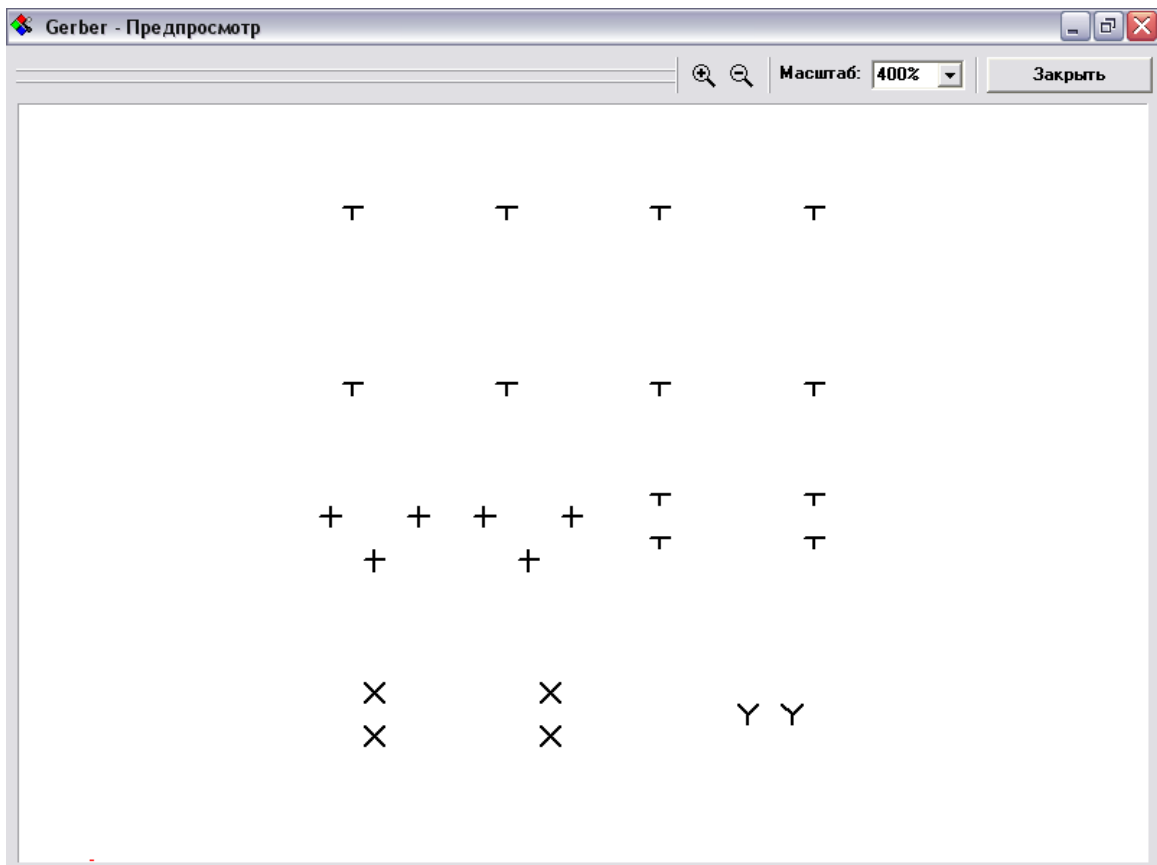 Gerber - Предпросмотр
Масштаб: 400% Закрыть
T T T T
T T T T
T T
+ + + +
T T
+ +
X X
Y Y
X X